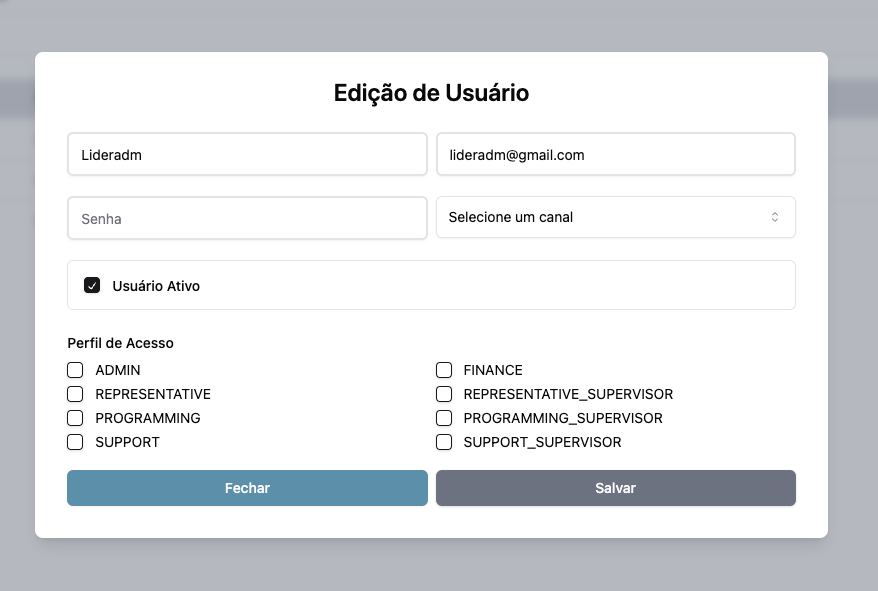 Edição de Usuário
Lideradm
lideradm@gmail.com
Senha
Selecione um canal
Usuário Ativo
Perfil de Acesso
ADMIN
FINANCE
REPRESENTATIVE
REPRESENTATIVE_SUPERVISOR
PROGRAMMING
PROGRAMMING_SUPERVISOR
SUPPORT
SUPPORT_SUPERVISOR
Fechar
Salvar